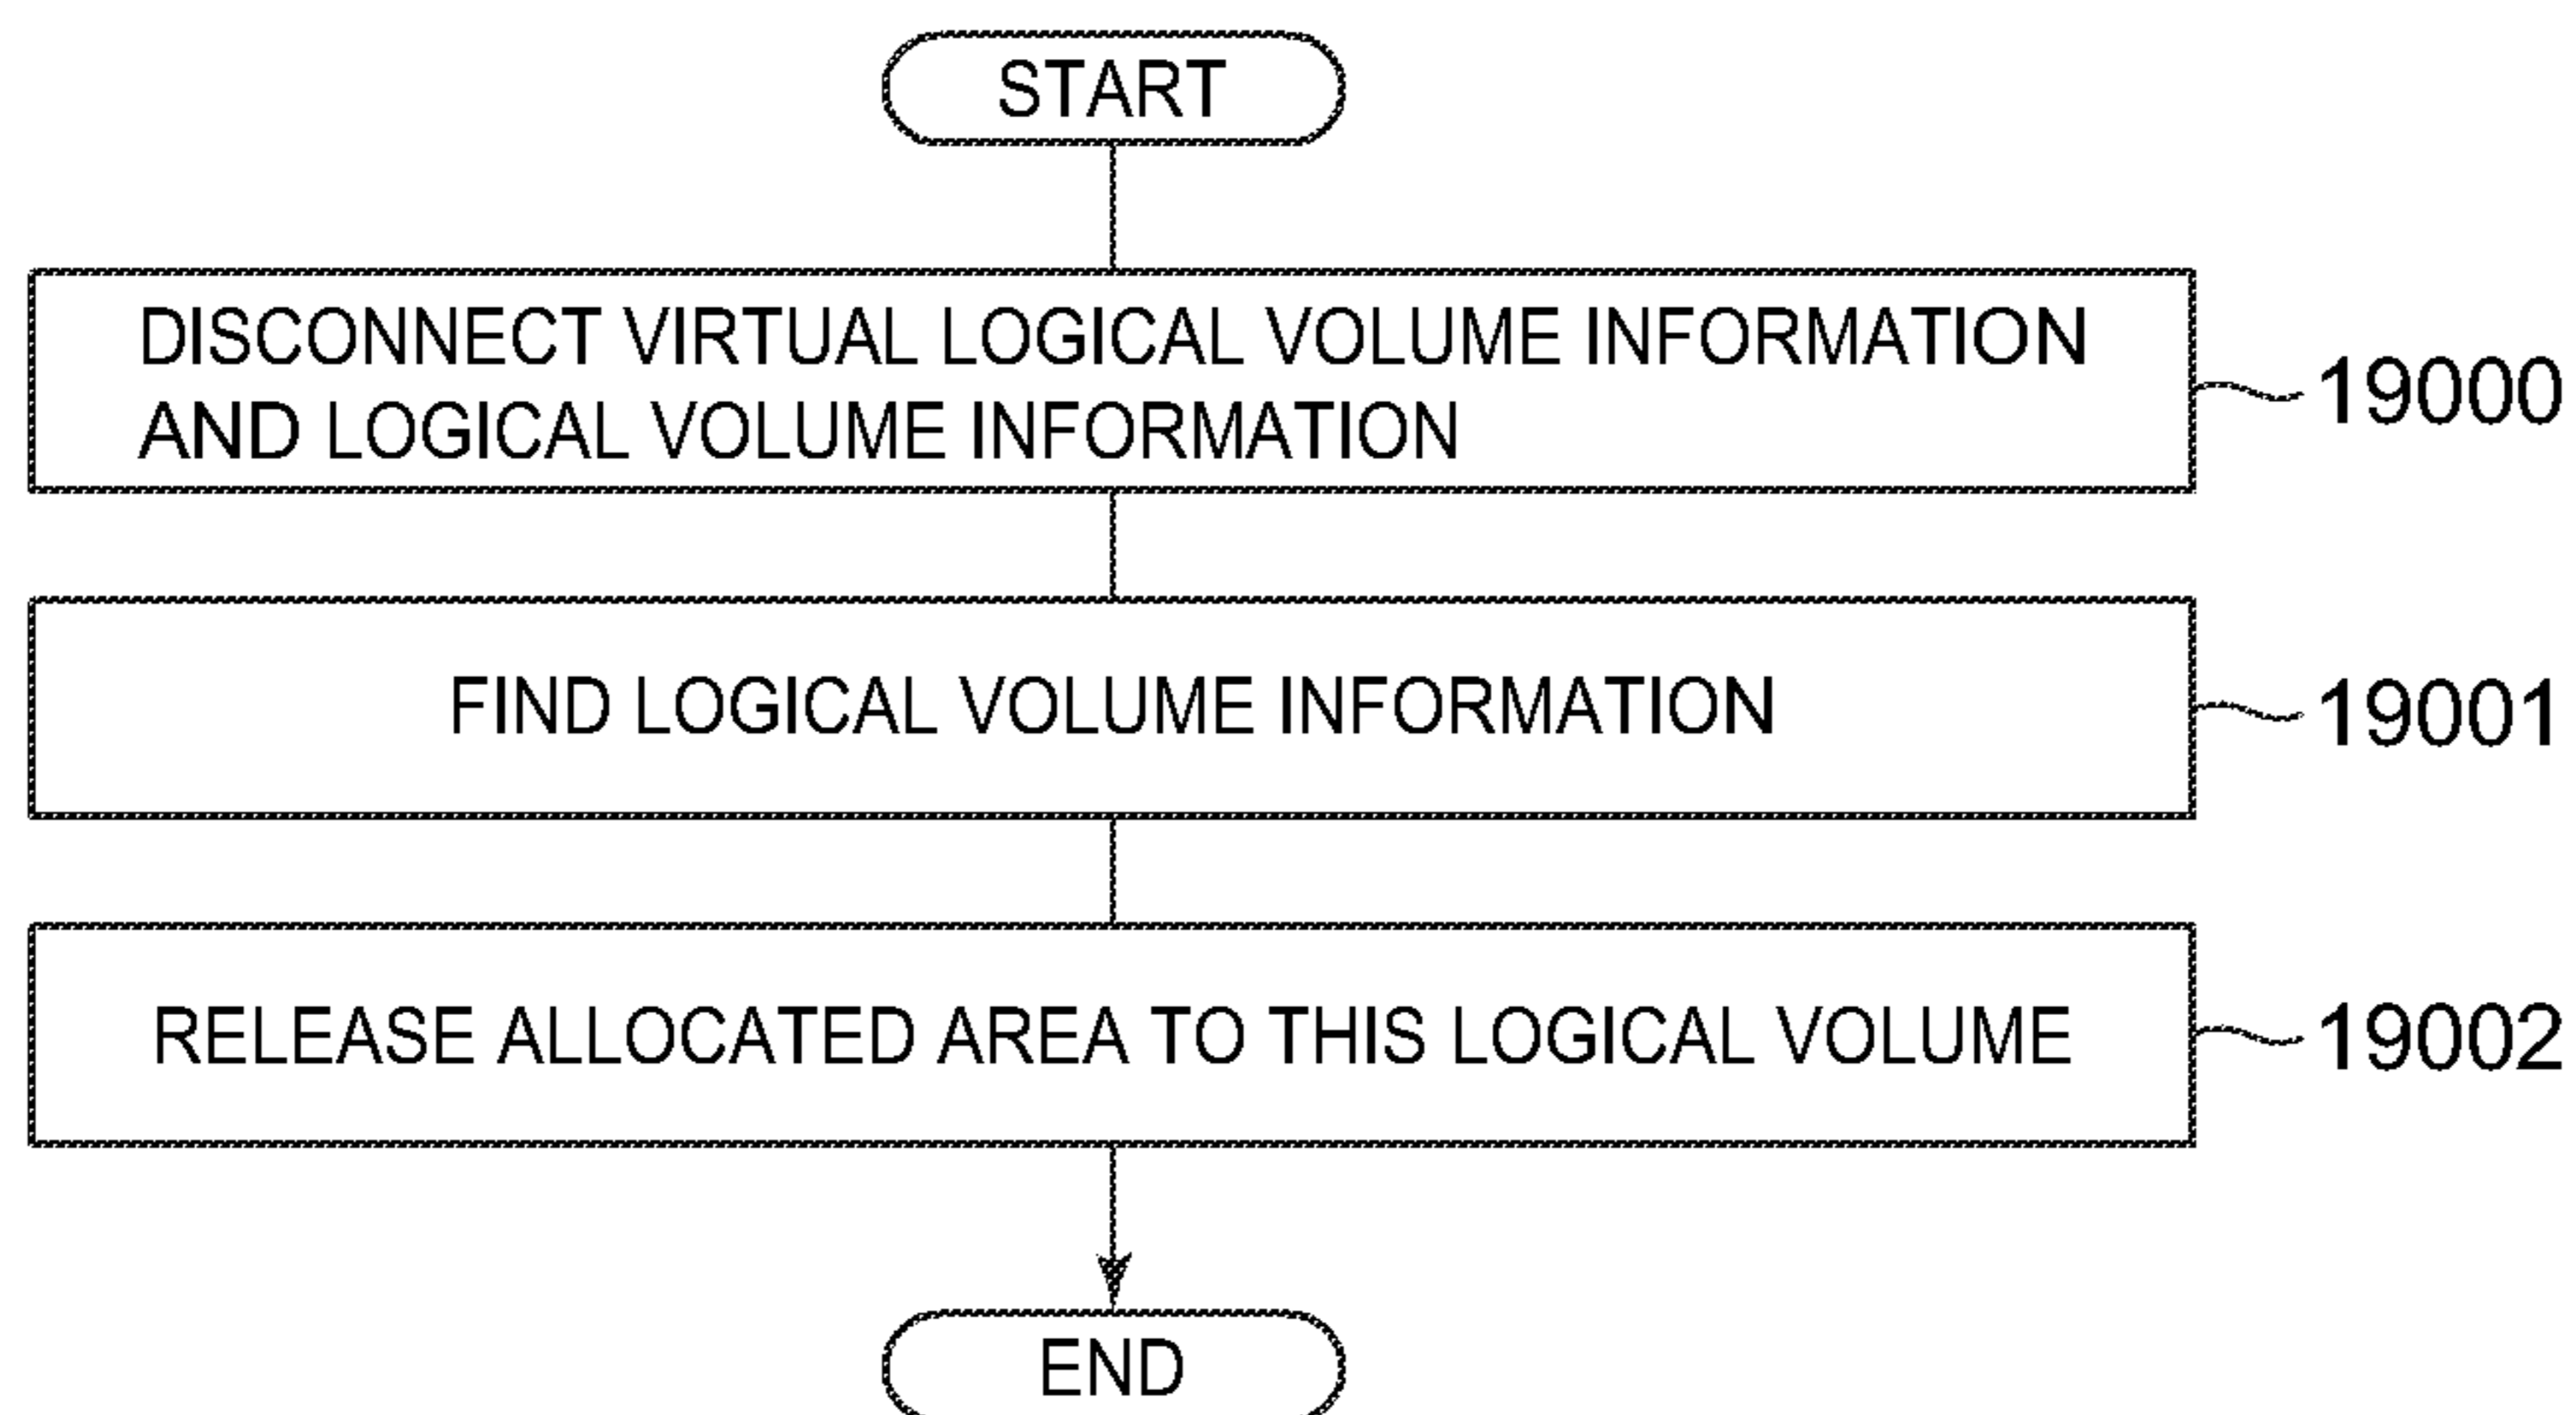 START
DISCONNECT VIRTUAL LOGICAL VOLUME INFORMATION
AND LOGICAL VOLUME INFORMATION
19000
FIND LOGICAL VOLUME INFORMATION
19001
RELEASE ALLOCATED AREA TO THIS LOGICAL VOLUME
19002
END